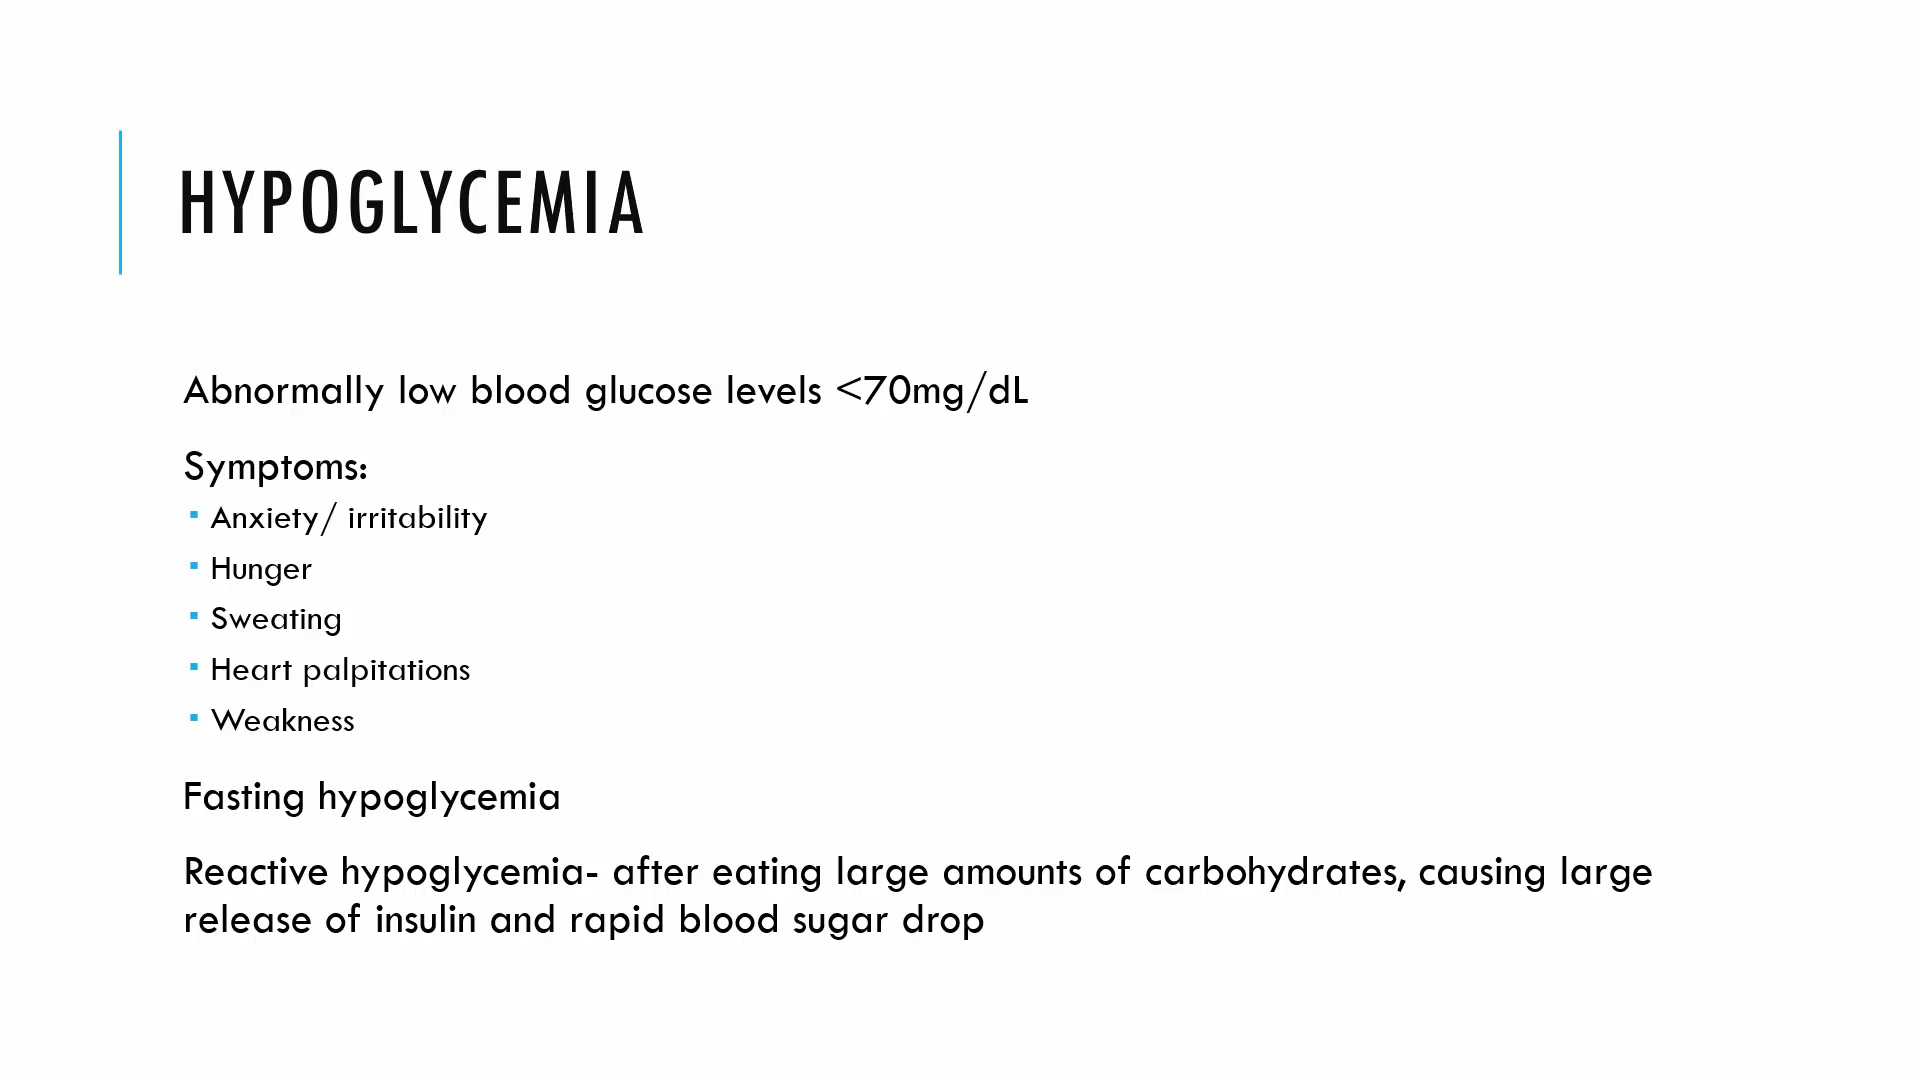 HYPOGLYCEMIA
Abnormally low blood glucose levels <70mg/dL
Symptoms:
▪ Anxiety/ irritability
▪ Hunger
▪ Sweating
▪ Heart palpitations
▪ Weakness
Fasting hypoglycemia
Reactive hypoglycemia- after eating large amounts of carbohydrates, causing large
release of insulin and rapid blood sugar drop